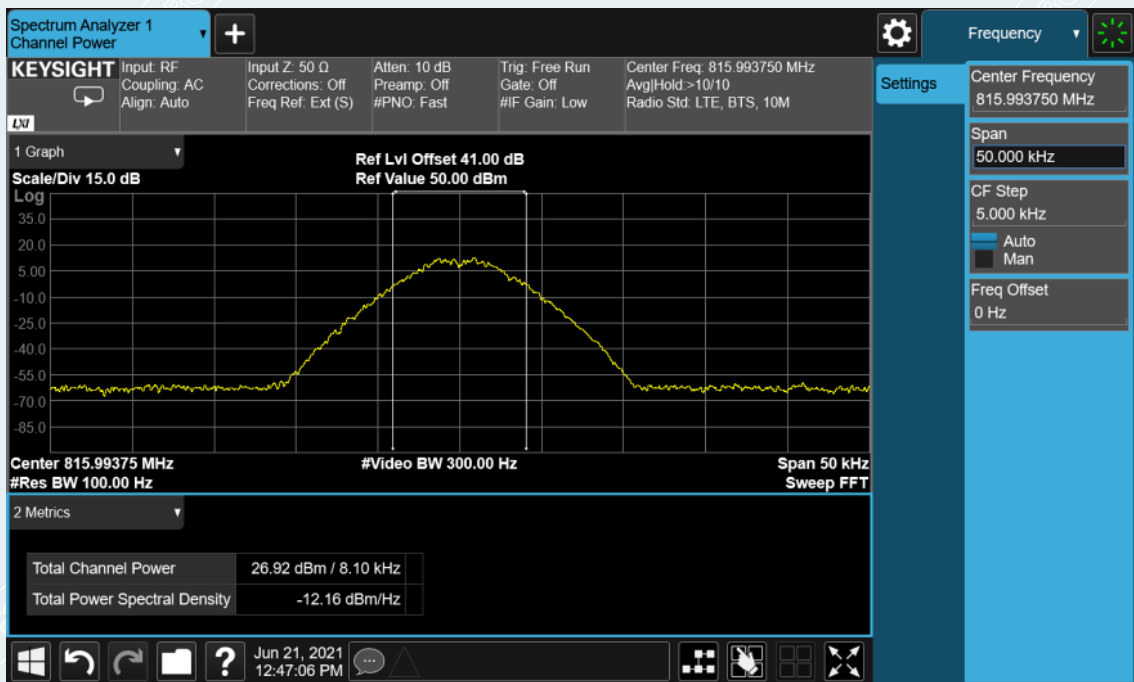 Spectrum Analyzer 1
Channel Power
+
Frequency
KEYSIGHT
Input: RF
Coupling: AC
Align: Auto
Input Z: 50 Ω
Corrections: Off
Freq Ref: Ext (S)
Atten: 10 dB
Preamp: Off
#PNO: Fast
Trig: Free Run
Gate: Off
#IF Gain: Low
Center Freq: 815.993750 MHz
Avg|Hold:>10/10
Radio Std: LTE, BTS, 10M
LXI
Settings
Center Frequency
815.993750 MHz
Span
50.000 kHz
CF Step
5.000 kHz
Auto
Man
Freq Offset
0 Hz
1 Graph
Scale/Div 15.0 dB
Ref Lvl Offset 41.00 dB
Ref Value 50.00 dBm
Log
35.0
20.0
5.00
-10.0
-25.0
-40.0
-55.0
-70.0
-85.0
Center 815.99375 MHz
#Video BW 300.00 Hz
Span 50 kHz
#Res BW 100.00 Hz
Sweep FFT
2 Metrics
Total Channel Power 26.92 dBm / 8.10 kHz
Total Power Spectral Density -12.16 dBm/Hz
?
Jun 21, 2021
12:47:06 PM